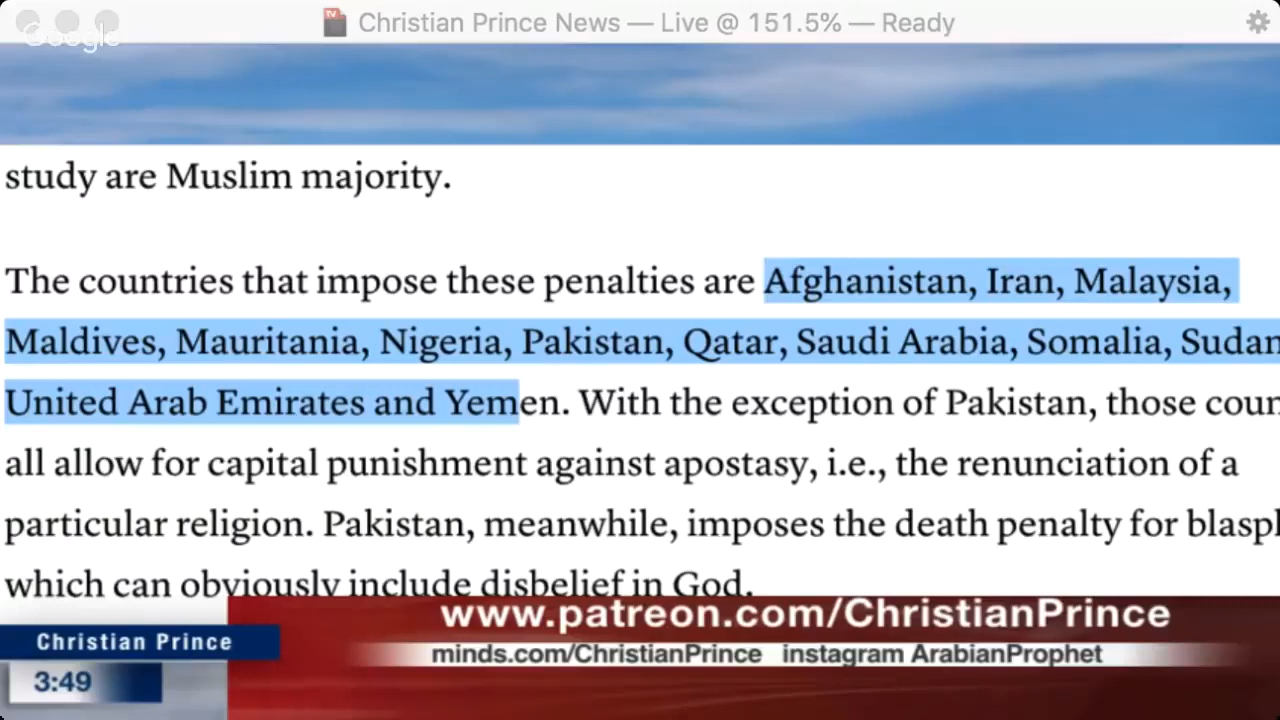 Christian Prince News — Live @ 151.5% — Ready
Google
study are Muslim majority.
The countries that impose these penalties are Afghanistan, Iran, Malaysia,
Maldives, Mauritania, Nigeria, Pakistan, Qatar, Saudi Arabia, Somalia, Sudan
United Arab Emirates and Yemen. With the exception of Pakistan, those coun
all allow for capital punishment against apostasy, i.e., the renunciation of a
particular religion. Pakistan, meanwhile, imposes the death penalty for blasph
which can obviously include disbelief in God.
www.patreon.com/ChristianPrince
Christian Prince
minds.com/ChristianPrince instagram ArabianProphet
3:49